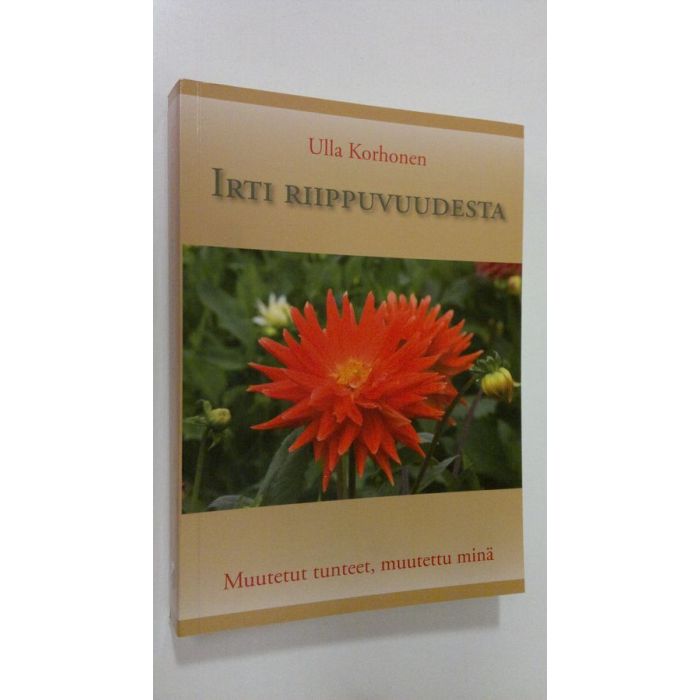 Ulla Korhonen
IRTI RIIPPUVUUDESTA
Muutetut tunteet, muutettu minä